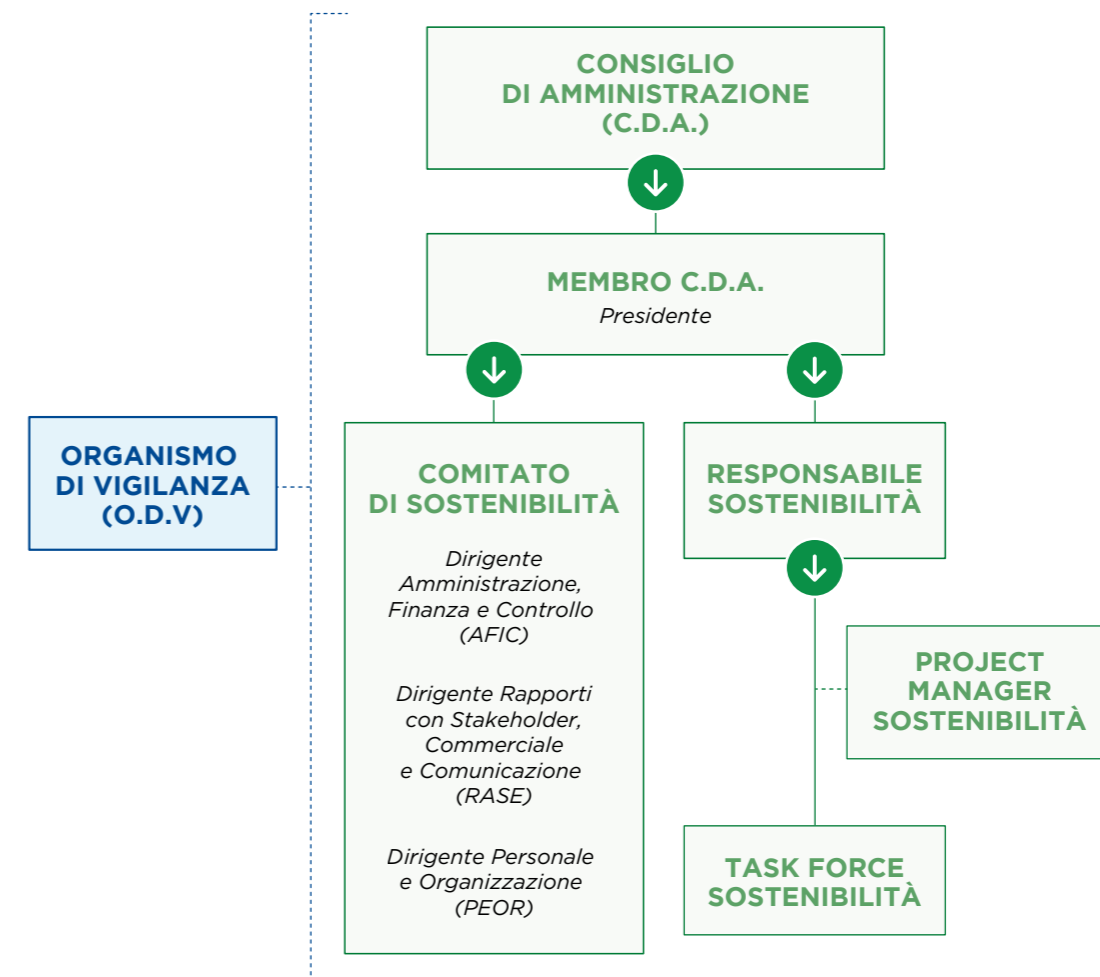 CONSIGLIO
DI AMMINISTRAZIONE
(C.D.A.)
MEMBRO C.D.A.
Presidente
ORGANISMO
DI VIGILANZA
(O.D.V)
COMITATO
DI SOSTENIBILITÀ
Dirigente
Amministrazione,
Finanza e Controllo
(AFIC)
Dirigente Rapporti
con Stakeholder,
Commerciale
e Comunicazione
(RASE)
Dirigente Personale
e Organizzazione
(PEOR)
RESPONSABILE
SOSTENIBILITÀ
PROJECT
MANAGER
SOSTENIBILITÀ
TASK FORCE
SOSTENIBILITÀ